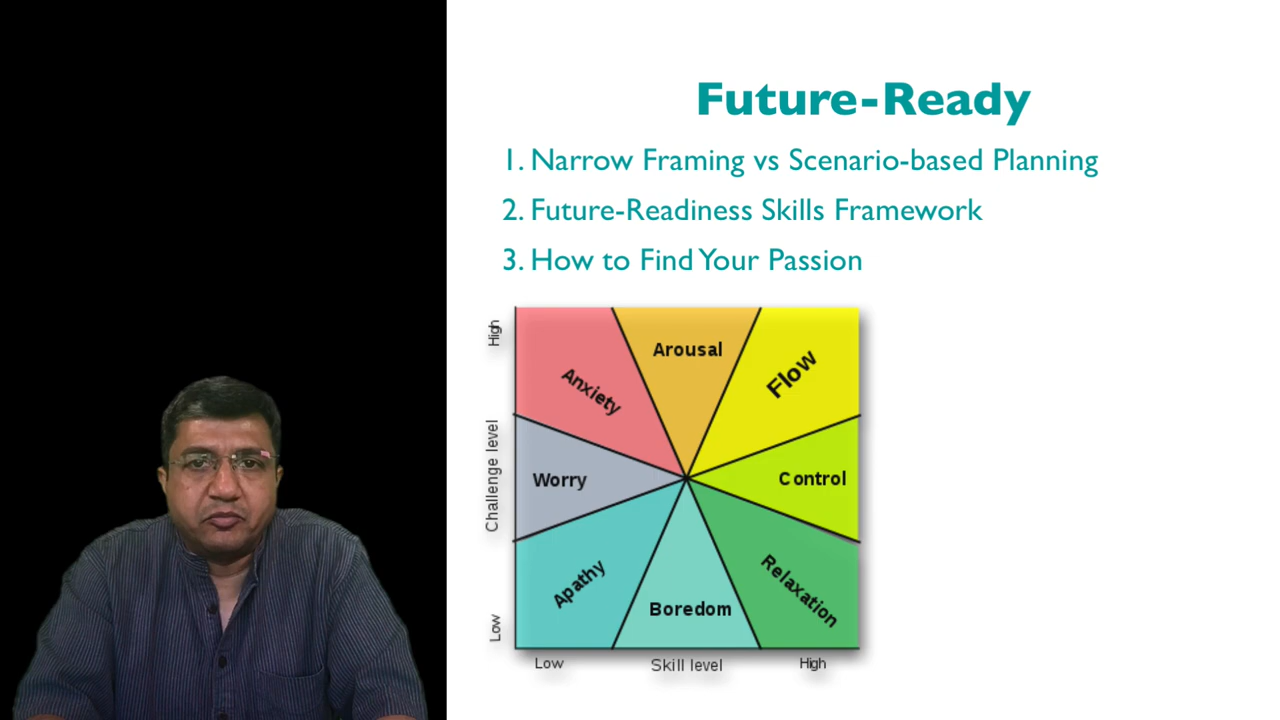 Future-Ready
1. Narrow Framing vs Scenario-based Planning
2. Future-Readiness Skills Framework
3. How to Find Your Passion
High
Challenge level
Low
Anxiety
Arousal
Flow
Worry
Control
Apathy
Boredom
Relaxation
Low
Skill level
High